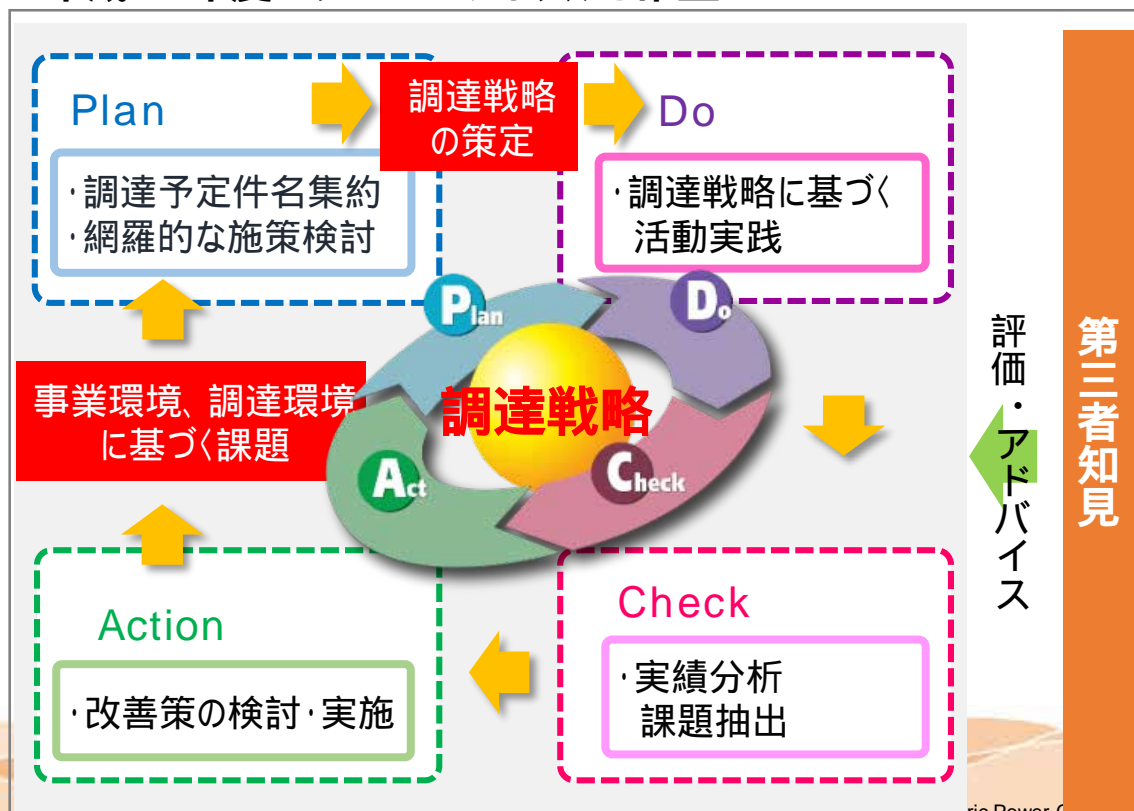 Plan
・調達予定件名集約
・網羅的な施策検討
調達戦略
の策定
Do
・調達戦略に基づく
活動実践
Plan
Do
事業環境、調達環境
に基づく課題
調達戦略
Act
Check
Action
・改善策の検討・実施
Check
・実績分析
課題抽出
評価・アドバイス
第三者知見
ric Power